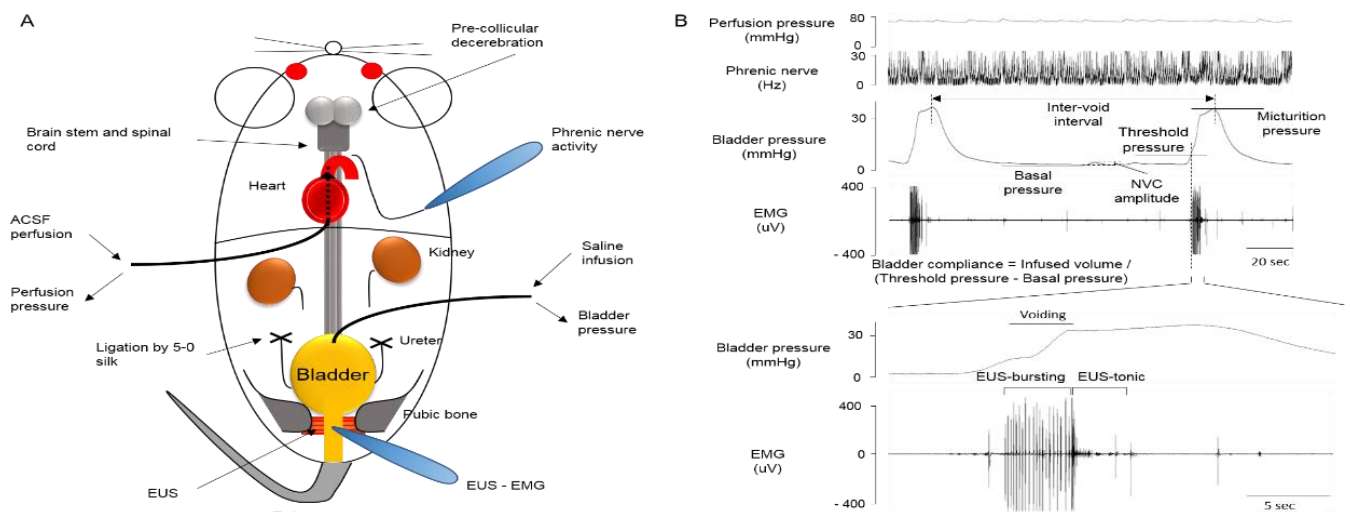 A
Pre-collicular
decerebration
Brain stem and spinal
cord
Phrenic nerve
activity
Heart
ACSF
perfusion
Perfusion
pressure
Kidney
Saline
infusion
Bladder
pressure
Ligation by 5-0
silk
Ureter
Bladder
Pubic bone
EUS
EUS - EMG
B
Perfusion pressure
(mmHg)
80
0
Phrenic nerve
(Hz)
30
0
Bladder pressure
(mmHg)
30
0
Inter-void
interval
Threshold
pressure
Micturition
pressure
Basal
pressure
NVC
amplitude
EMG
(uV)
400
- 400
20 sec
Bladder compliance = Infused volume /
(Threshold pressure - Basal pressure)
Voiding
Bladder pressure
(mmHg)
30
0
EUS-bursting
EUS-tonic
EMG
(uV)
400
0
- 400
5 sec